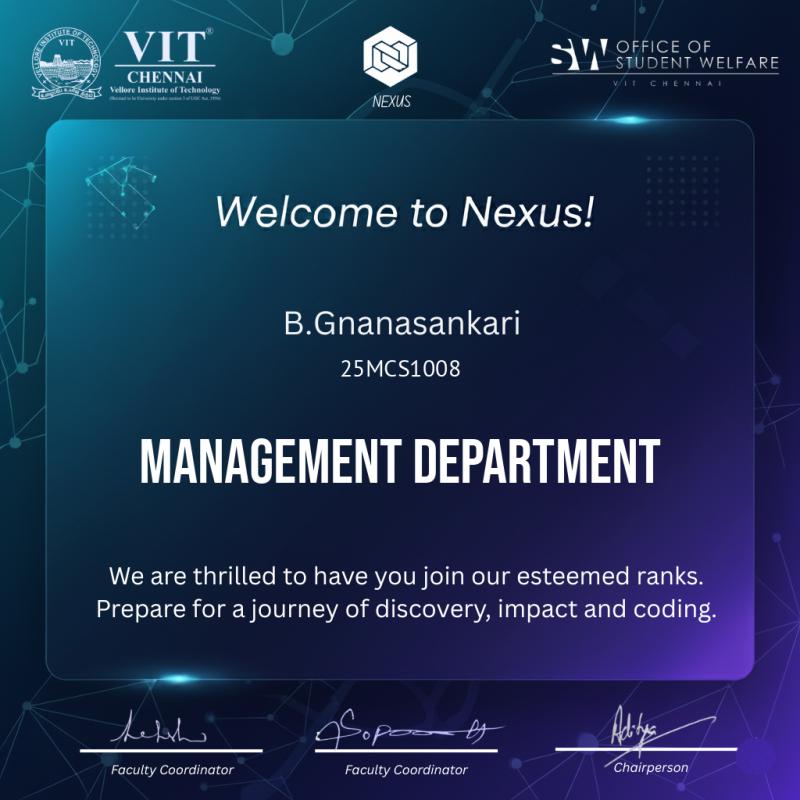 VIT®
CHENNAI
Vellore Institute of Technology
(Deemed to be University under section 3 of UGC Act, 1956)
VELLORE INSTITUTE OF TECHNOLOGY
VIT
NEXUS
SW OFFICE OF
STUDENT WELFARE
VIT CHENNAI
Welcome to Nexus!
B.Gnanasankari
25MCS1008
MANAGEMENT DEPARTMENT
We are thrilled to have you join our esteemed ranks.
Prepare for a journey of discovery, impact and coding.
Aditya
Faculty Coordinator
Faculty Coordinator
Chairperson